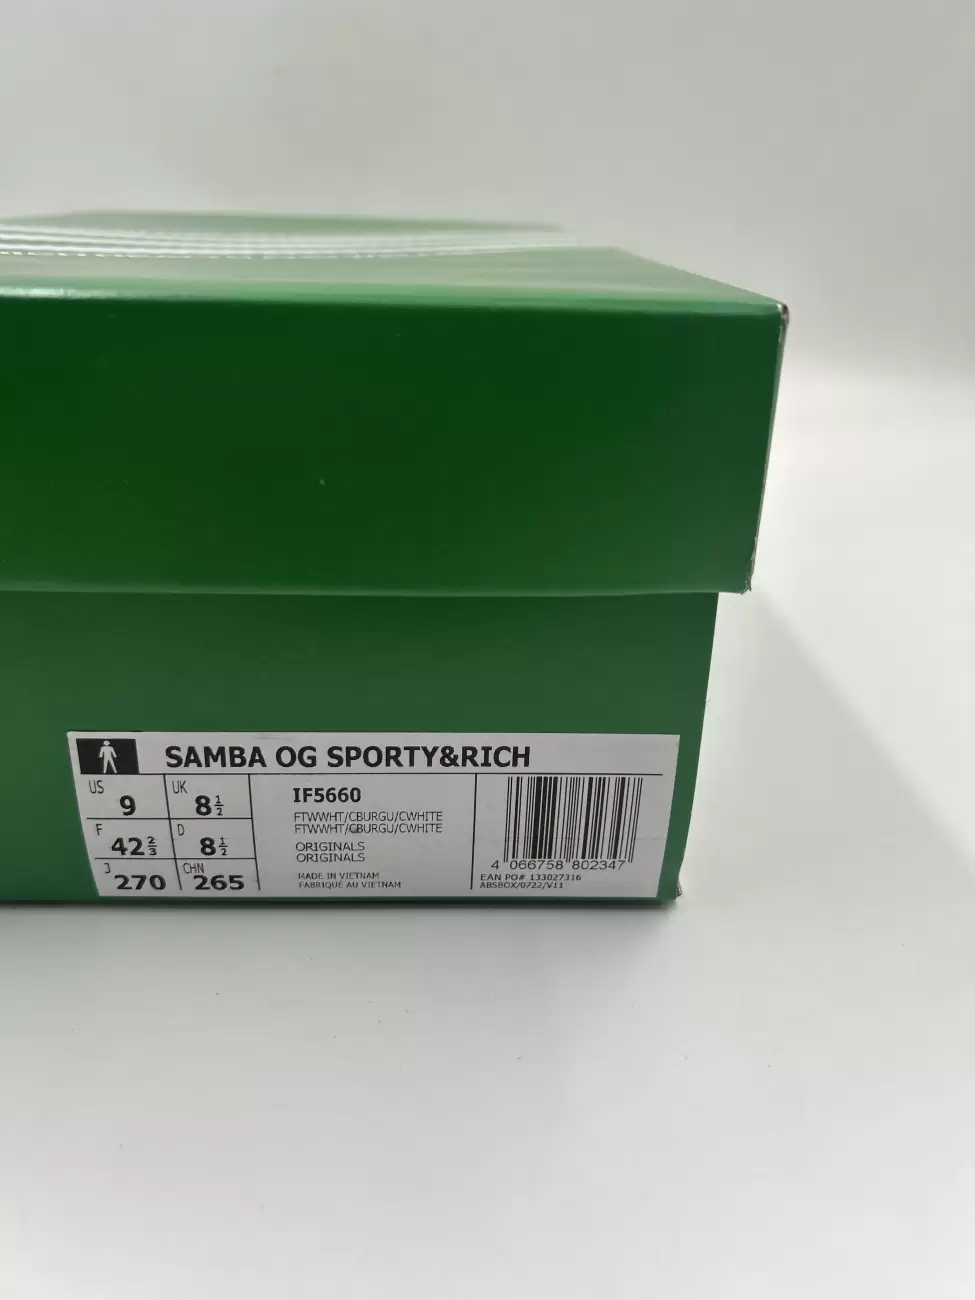 SAMBA OG SPORTY&RICH
US 9 UK 8½
F 42⅔ D 8½
J 270 CHN 265
IF5660
FTWWHT/CBURGU/CWHITE
FTWWHT/CBURGU/CWHITE
ORIGINALS
ORIGINALS
MADE IN VIETNAM
FABRIQUÉ AU VIETNAM
4 066758 802347
EAN PO# 133027316
ABSBOX/0722/V11